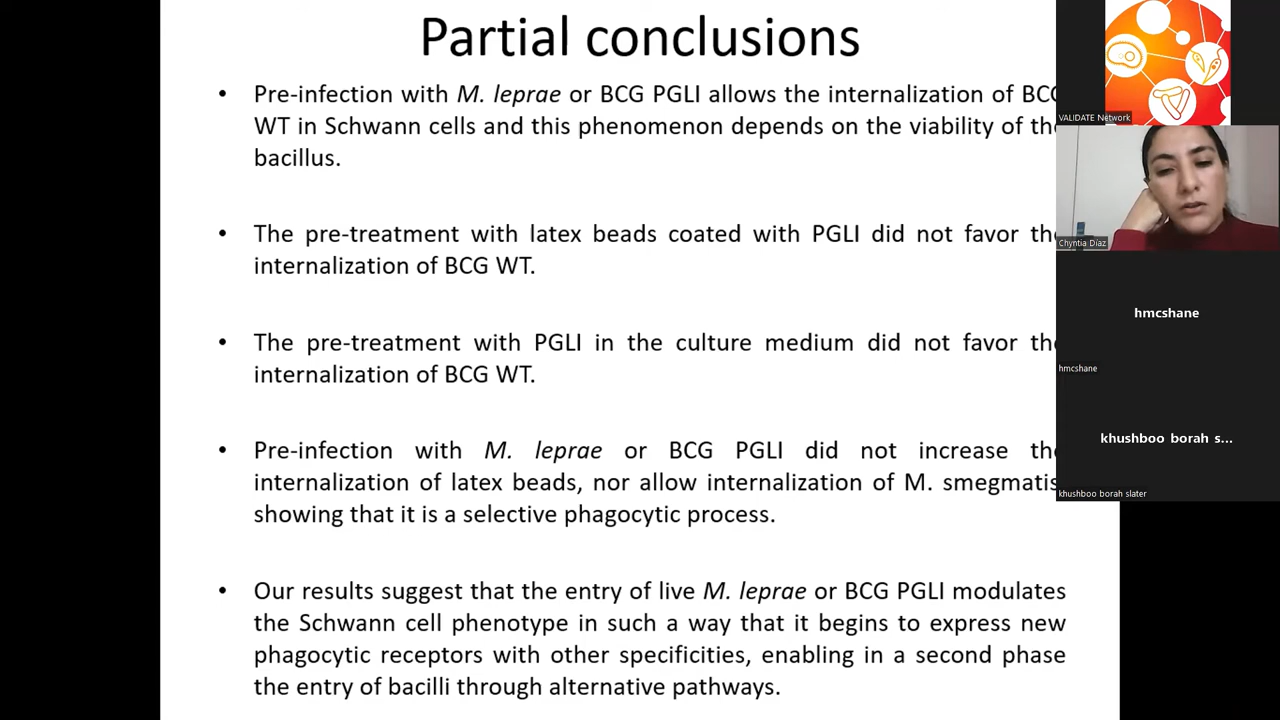 Partial conclusions
• Pre-infection with M. leprae or BCG PGLI allows the internalization of BCG
WT in Schwann cells and this phenomenon depends on the viability of the
bacillus.
• The pre-treatment with latex beads coated with PGLI did not favor the
internalization of BCG WT.
• The pre-treatment with PGLI in the culture medium did not favor the
internalization of BCG WT.
• Pre-infection with M. leprae or BCG PGLI did not increase the
internalization of latex beads, nor allow internalization of M. smegmatis
showing that it is a selective phagocytic process.
• Our results suggest that the entry of live M. leprae or BCG PGLI modulates
the Schwann cell phenotype in such a way that it begins to express new
phagocytic receptors with other specificities, enabling in a second phase
the entry of bacilli through alternative pathways.
VALIDATE Network
Chyntia Díaz
hmcshane
hmcshane
khushboo borah s...
khushboo borah slater